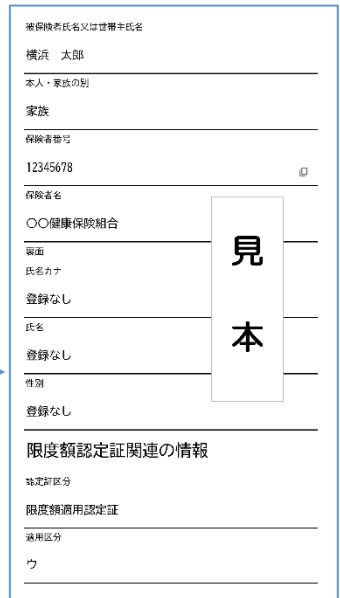 被保険者氏名又は世帯主氏名
横浜　太郎
本人・家族の別
家族
保険者番号
12345678
保険者名
〇〇健康保険組合
裏面
氏名カナ
登録なし
氏名
登録なし
性別
登録なし
見本
限度額認定証関連の情報
認定証区分
限度額適用認定証
適用区分
ウ